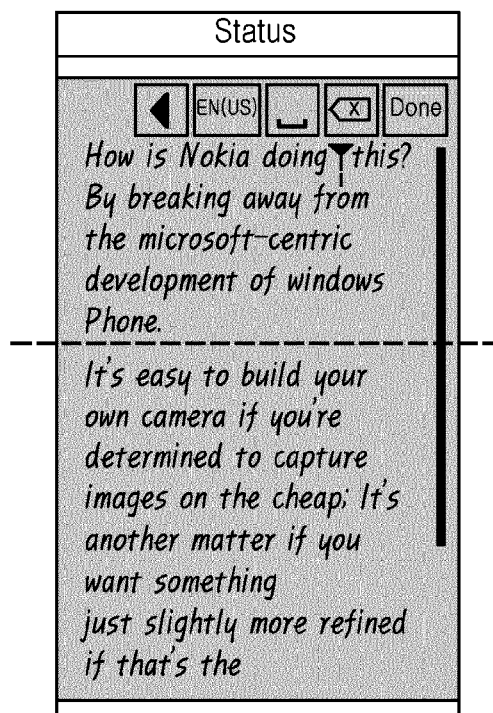 Status
EN(US) X Done
How is Nokia doing this?
By breaking away from
the microsoft-centric
development of windows
Phone.
It's easy to build your
own camera if you're
determined to capture
images on the cheap; It's
another matter if you
want something
just slightly more refined
if that's the